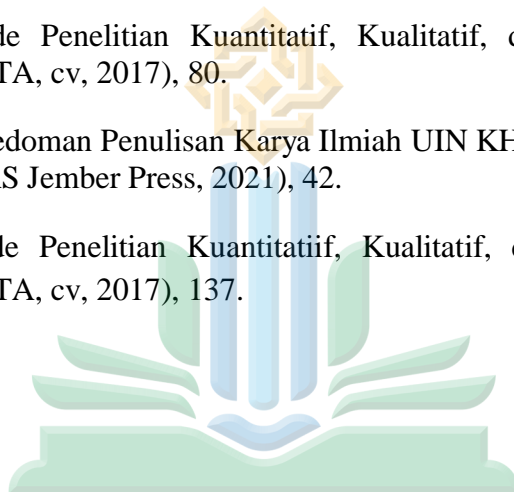 de Penelitian Kuantitatif, Kualitatif,
TA, cv, 2017), 80.
edoman Penulisan Karya Ilmiah UIN KH
S Jember Press, 2021), 42.
de Penelitian Kuantitatiif, Kualitatif,
TA, cv, 2017), 137.